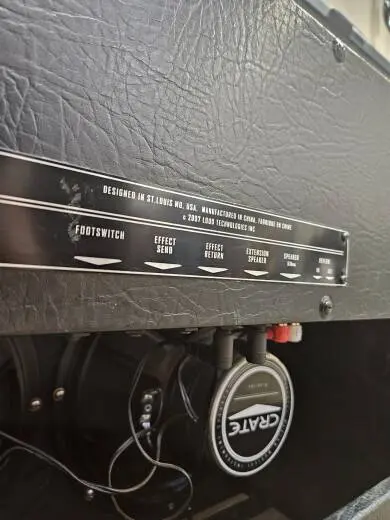 DESIGNED IN ST.LOUIS MO, USA. MANUFACTURED IN CHINA, FABRIQUE EN CHINE
© 2007 LOUD TECHNOLOGIES INC
FOOTSWITCH
EFFECT
SEND
EFFECT
RETURN
EXTENSION
SPEAKER
SPEAKER
REVERB
CRATE